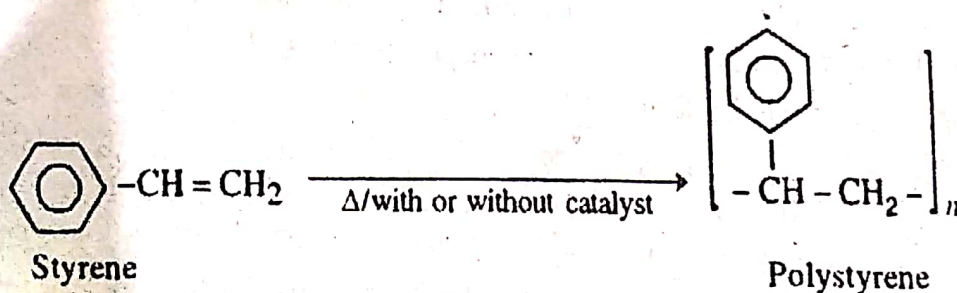 –CH = CH₂
Δ/with or without catalyst
[ – CH – CH₂ – ]ₙ
Styrene
Polystyrene